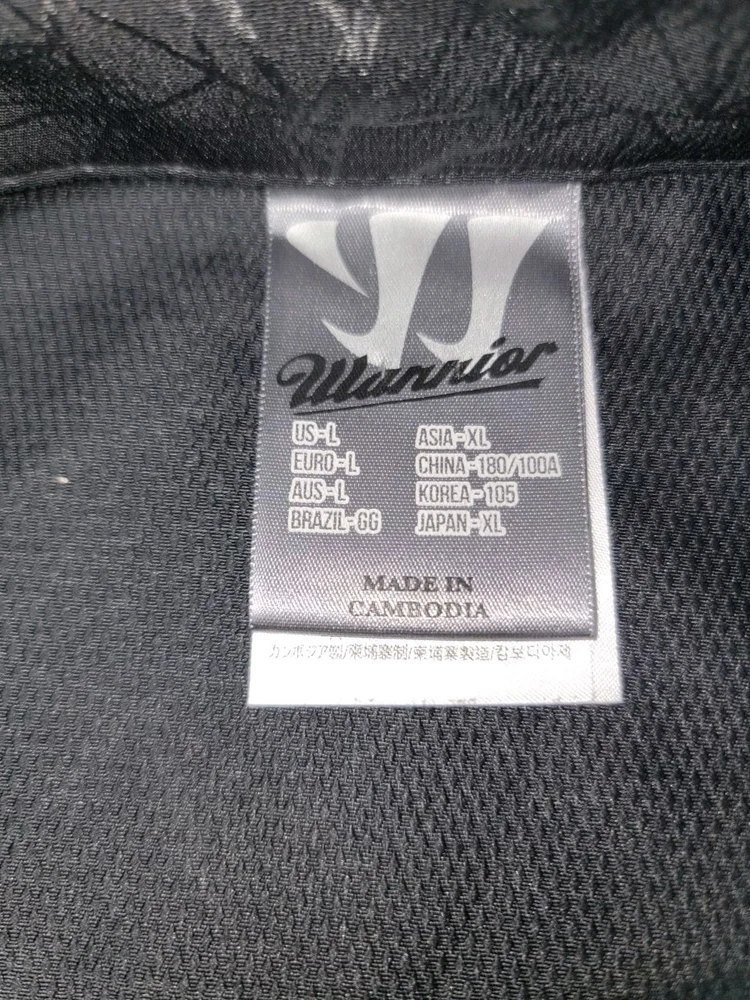 Warrior
US-L ASIA-XL
EURO-L CHINA-180//100A
AUS-L KOREA-105
BRAZIL-GG JAPAN-XL
MADE IN
CAMBODIA
カンボジア製/柬埔寨制/柬埔寨製造/캄보디아제